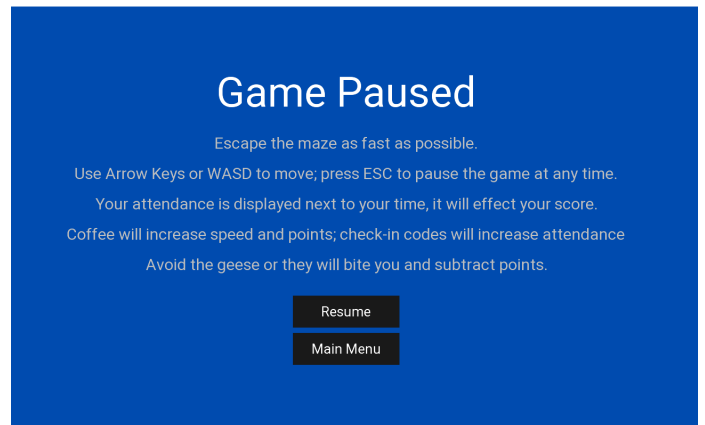 Game Paused
Escape the maze as fast as possible.
Use Arrow Keys or WASD to move; press ESC to pause the game at any time.
Your attendance is displayed next to your time, it will effect your score.
Coffee will increase speed and points; check-in codes will increase attendance
Avoid the geese or they will bite you and subtract points.
Resume
Main Menu